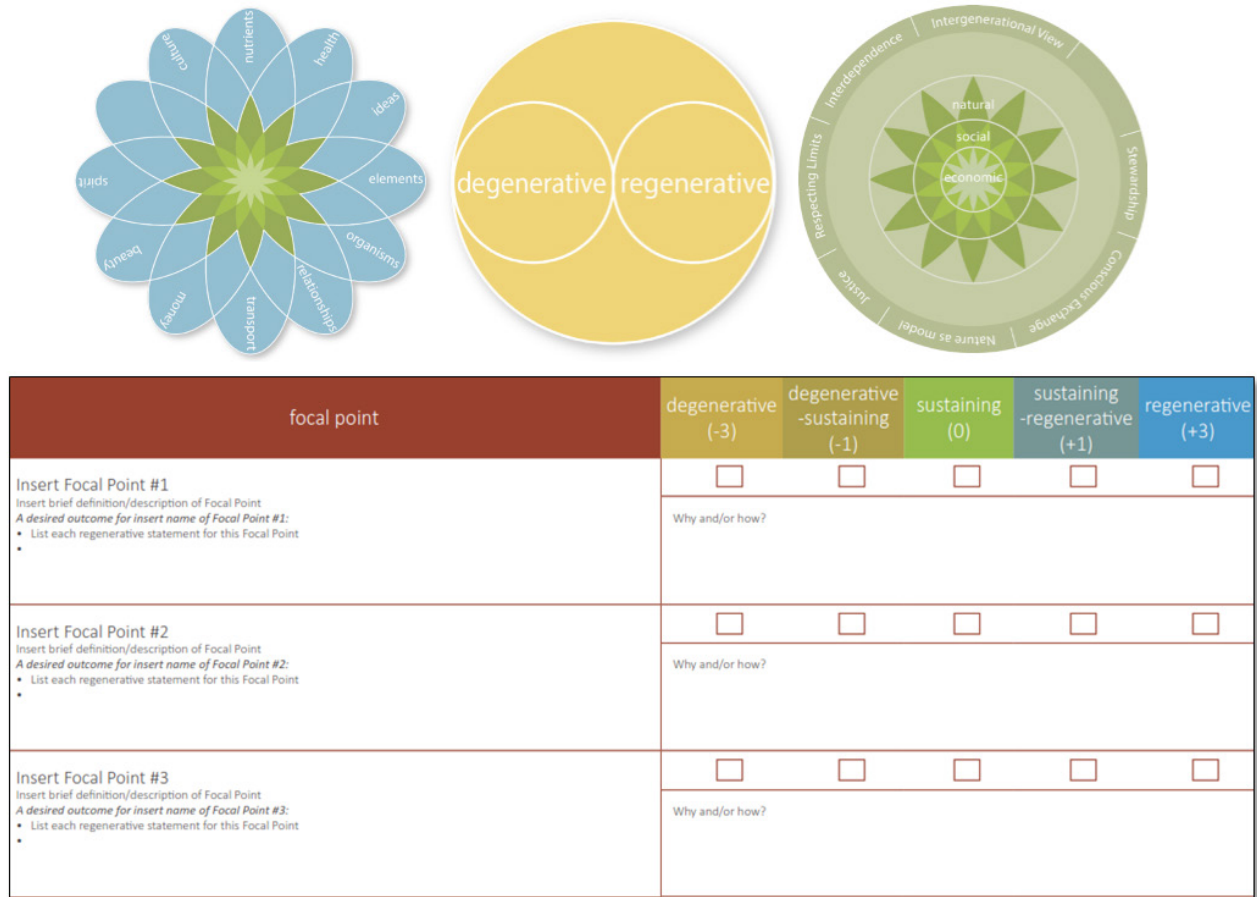 nutrients
health
ideas
elements
organisms
relationships
transport
money
beauty
spirit
culture
degenerative
regenerative
Intergenerational View
Stewardship
Conscious Exchange
Nature as model
Justice
Respecting Limits
Interdependence
natural
social
economic
focal point
degenerative
(-3)
degenerative
-sustaining
(-1)
sustaining
(0)
sustaining
-regenerative
(+1)
regenerative
(+3)
Insert Focal Point #1
Insert brief definition/description of Focal Point
A desired outcome for insert name of Focal Point #1:
• List each regenerative statement for this Focal Point
•
Why and/or how?
Insert Focal Point #2
Insert brief definition/description of Focal Point
A desired outcome for insert name of Focal Point #2:
• List each regenerative statement for this Focal Point
•
Why and/or how?
Insert Focal Point #3
Insert brief definition/description of Focal Point
A desired outcome for insert name of Focal Point #3:
• List each regenerative statement for this Focal Point
•
Why and/or how?